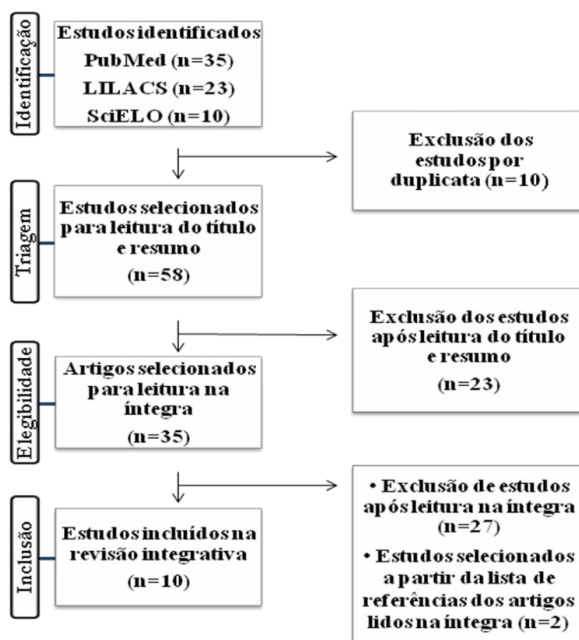 Identificação
Estudos identificados
PubMed (n=35)
LILACS (n=23)
SciELO (n=10)
Exclusão dos
estudos por
duplicata (n=10)
Triagem
Estudos selecionados
para leitura do título
e resumo
(n=58)
Exclusão dos estudos
após leitura do título
e resumo
(n=23)
Elegibilidade
Artigos selecionados
para leitura na
íntegra
(n=35)
• Exclusão de estudos
após leitura na íntegra
(n=27)
• Estudos selecionados
a partir da lista de
referências dos artigos
lidos na íntegra (n=2)
Inclusão
Estudos incluídos na
revisão integrativa
(n=10)